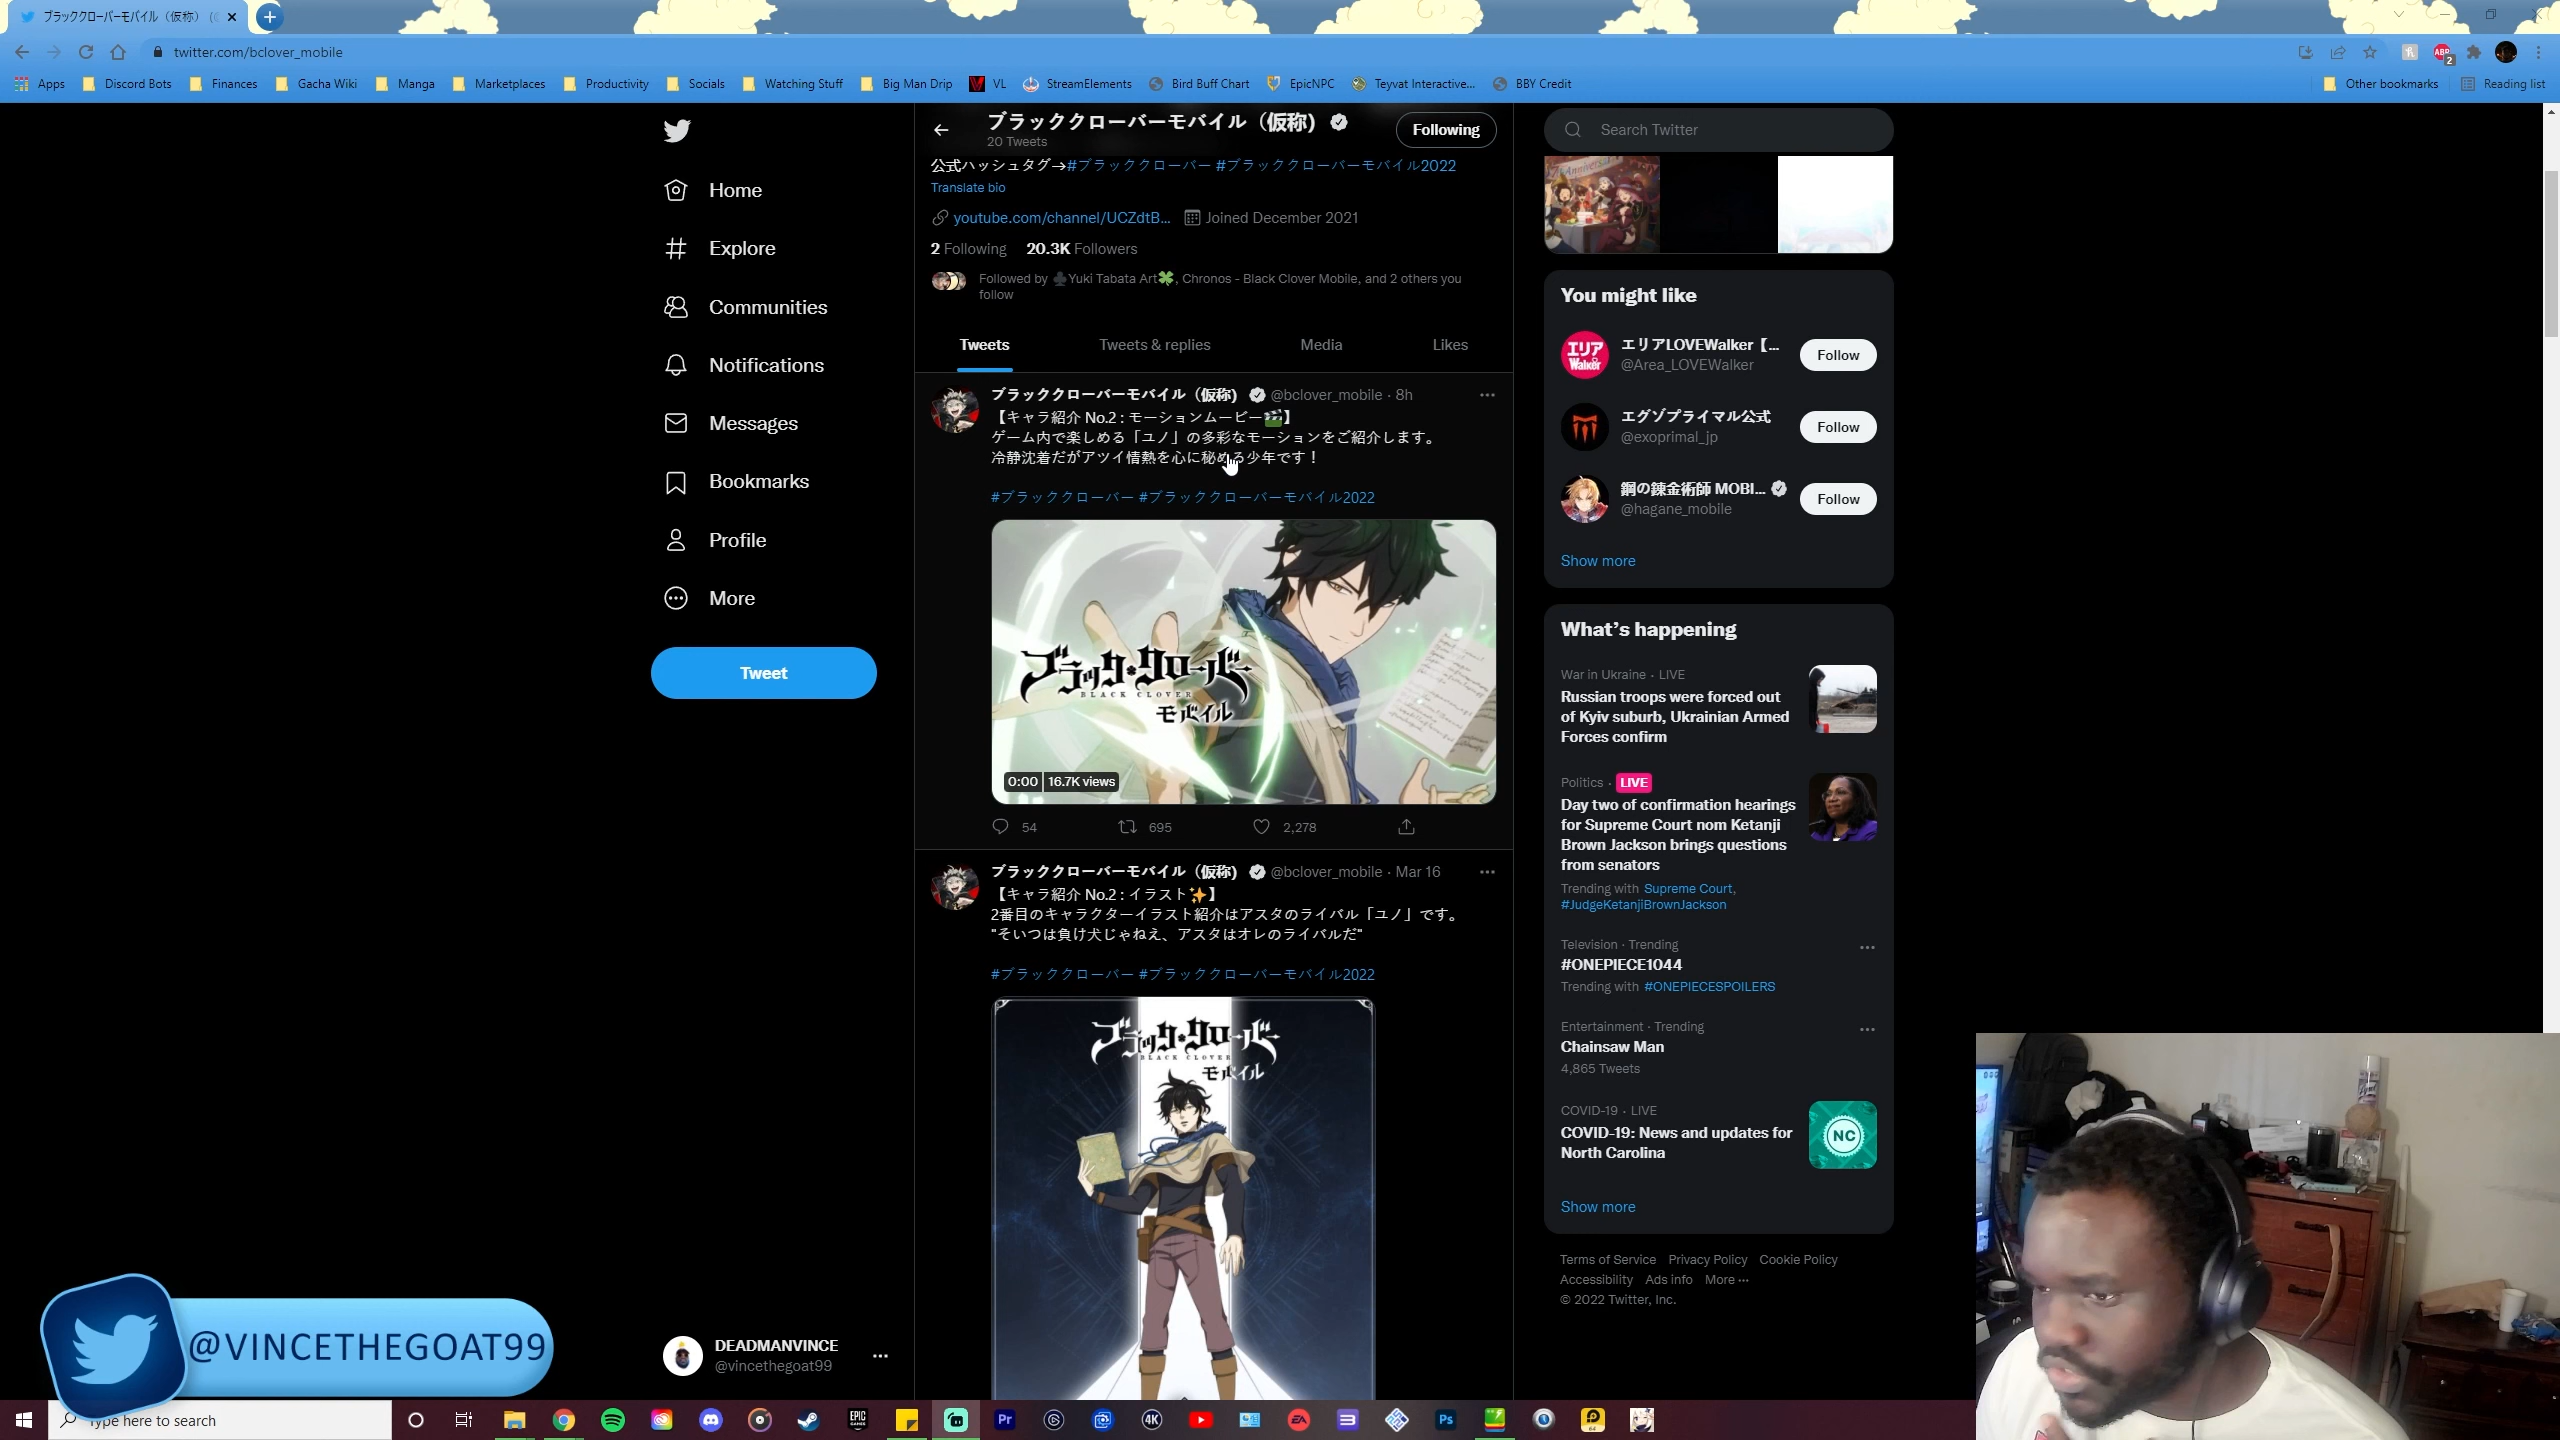 ブラッククローバーモバイル（仮称）
twitter.com/bclover_mobile
Apps
Discord Bots
Finances
Gacha Wiki
Manga
Marketplaces
Productivity
Socials
Watching Stuff
Big Man Drip
VL
StreamElements
Bird Buff Chart
EpicNPC
Teyvat Interactive...
BBY Credit
Other bookmarks
Reading list
Home
Explore
Communities
Notifications
Messages
Bookmarks
Profile
More
Tweet
DEADMANVINCE
@vincethegoat99
ブラッククローバーモバイル（仮称）
20 Tweets
Following
公式ハッシュタグ→#ブラッククローバー #ブラッククローバーモバイル2022
Translate bio
youtube.com/channel/UCZdtB... Joined December 2021
2 Following 20.3K Followers
Followed by ♣Yuki Tabata Art🍀, Chronos - Black Clover Mobile, and 2 others you
follow
Tweets
Tweets & replies
Media
Likes
ブラッククローバーモバイル（仮称） @bclover_mobile · 8h
【キャラ紹介 No.2 : モーションムービー🎬】
ゲーム内で楽しめる「ユノ」の多彩なモーションをご紹介します。
冷静沈着だがアツイ情熱を心に秘める少年です！
#ブラッククローバー #ブラッククローバーモバイル2022
ブラック・クローバー
BLACK CLOVER
モバイル
0:00 16.7K views
54
695
2,278
ブラッククローバーモバイル（仮称） @bclover_mobile · Mar 16
【キャラ紹介 No.2 : イラスト✨】
2番目のキャラクターイラスト紹介はアスタのライバル「ユノ」です。
"そいつは負け犬じゃねえ、アスタはオレのライバルだ"
#ブラッククローバー #ブラッククローバーモバイル2022
ブラック・クローバー
BLACK CLOVER
モバイル
Search Twitter
You might like
エリアLOVEWalker【...
@Area_LOVEWalker
Follow
エグゾプライマル公式
@exoprimal_jp
Follow
鋼の錬金術師 MOBI...
@hagane_mobile
Follow
Show more
What's happening
War in Ukraine · LIVE
Russian troops were forced out
of Kyiv suburb, Ukrainian Armed
Forces confirm
Politics · LIVE
Day two of confirmation hearings
for Supreme Court nom Ketanji
Brown Jackson brings questions
from senators
Trending with Supreme Court,
#JudgeKetanjiBrownJackson
Television · Trending
#ONEPIECE1044
Trending with #ONEPIECESPOILERS
Entertainment · Trending
Chainsaw Man
4,865 Tweets
COVID-19 · LIVE
COVID-19: News and updates for
North Carolina
NC
Show more
Terms of Service Privacy Policy Cookie Policy
Accessibility Ads info More ···
© 2022 Twitter, Inc.
@VINCETHEGOAT99
Type here to search